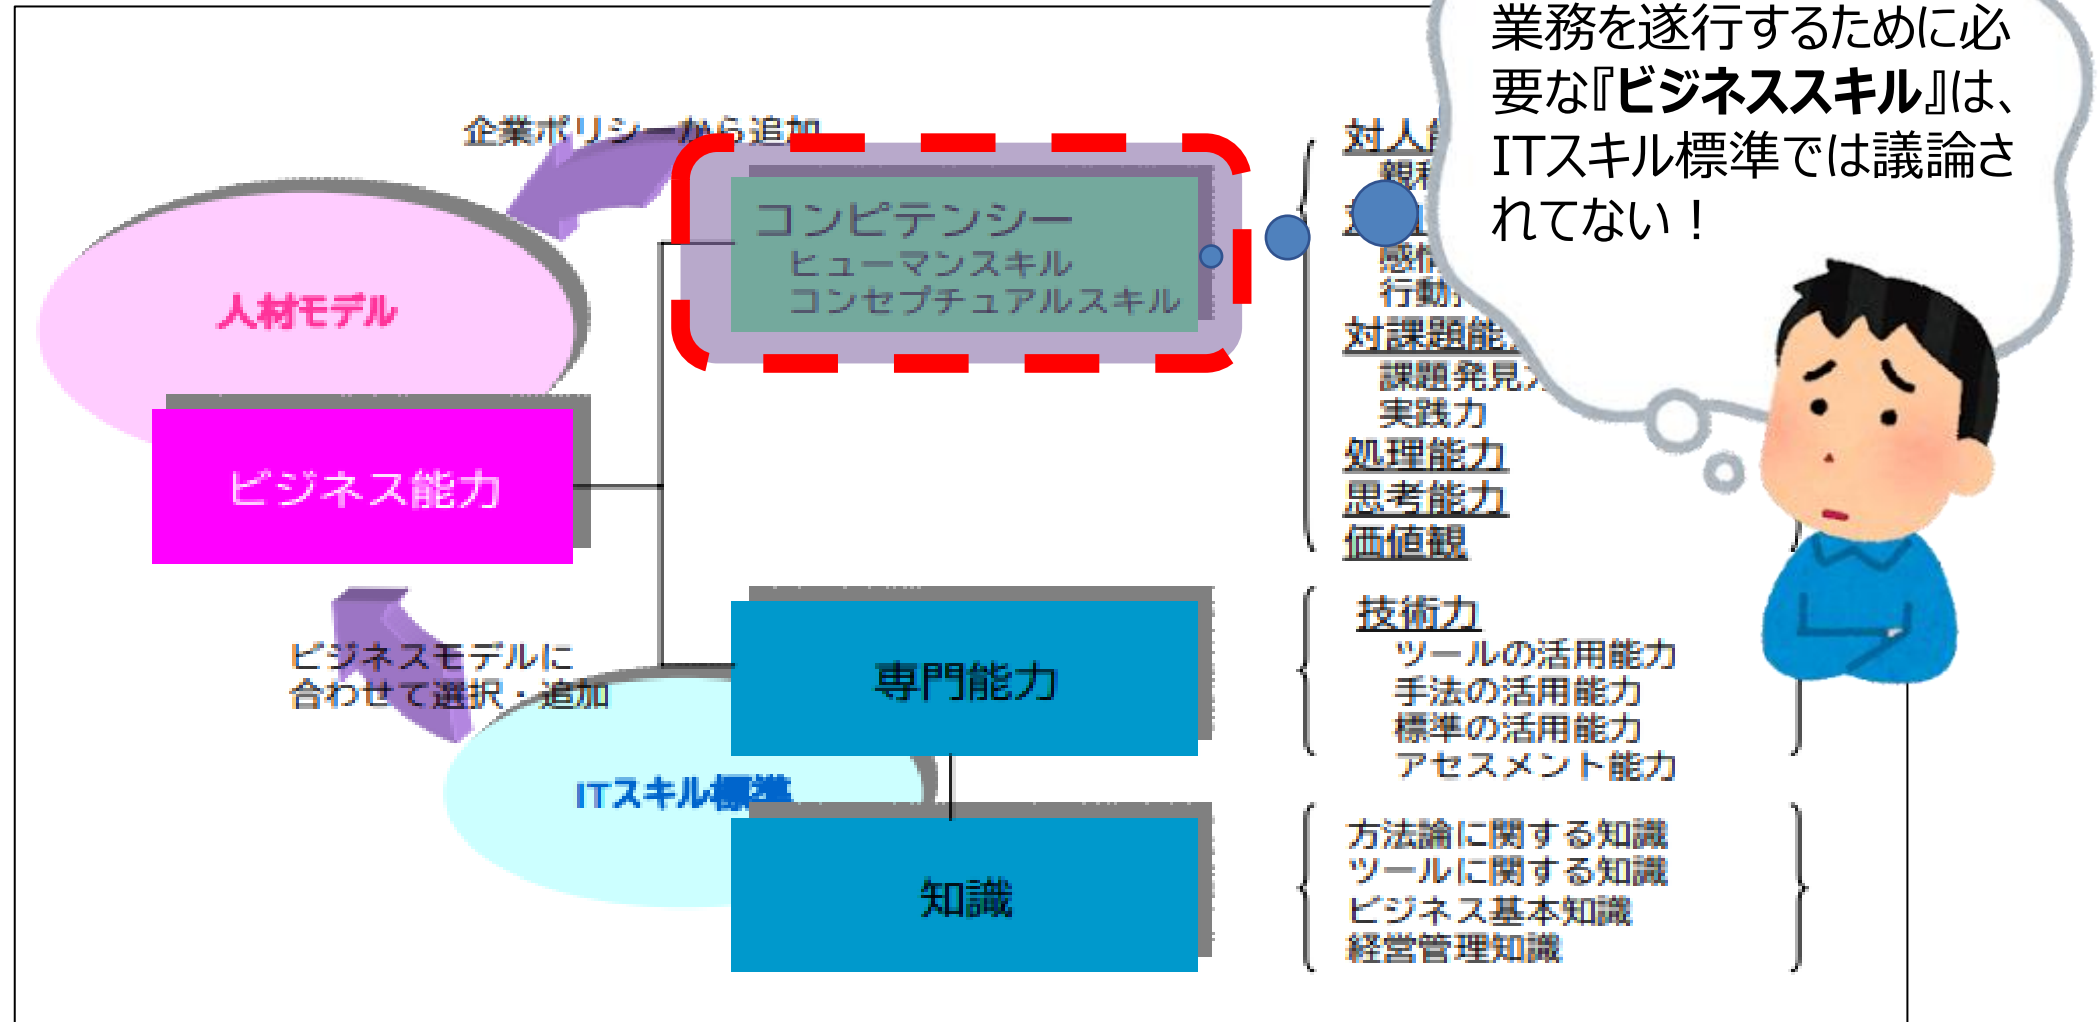 業務を遂行するために必
要な『ビジネススキル』は、
ITスキル標準では議論さ
れてない！
企業ポリシーから追加
人材モデル
コンピテンシー
ヒューマンスキル
コンセプチュアルスキル
ビジネス能力
ビジネスモデルに
合わせて選択・追加
ITスキル標準
専門能力
知識
対人
対課題能
課題発見
実践力
処理能力
思考能力
価値観
技術力
ツールの活用能力
手法の活用能力
標準の活用能力
アセスメント能力
方法論に関する知識
ツールに関する知識
ビジネス基本知識
経営管理知識